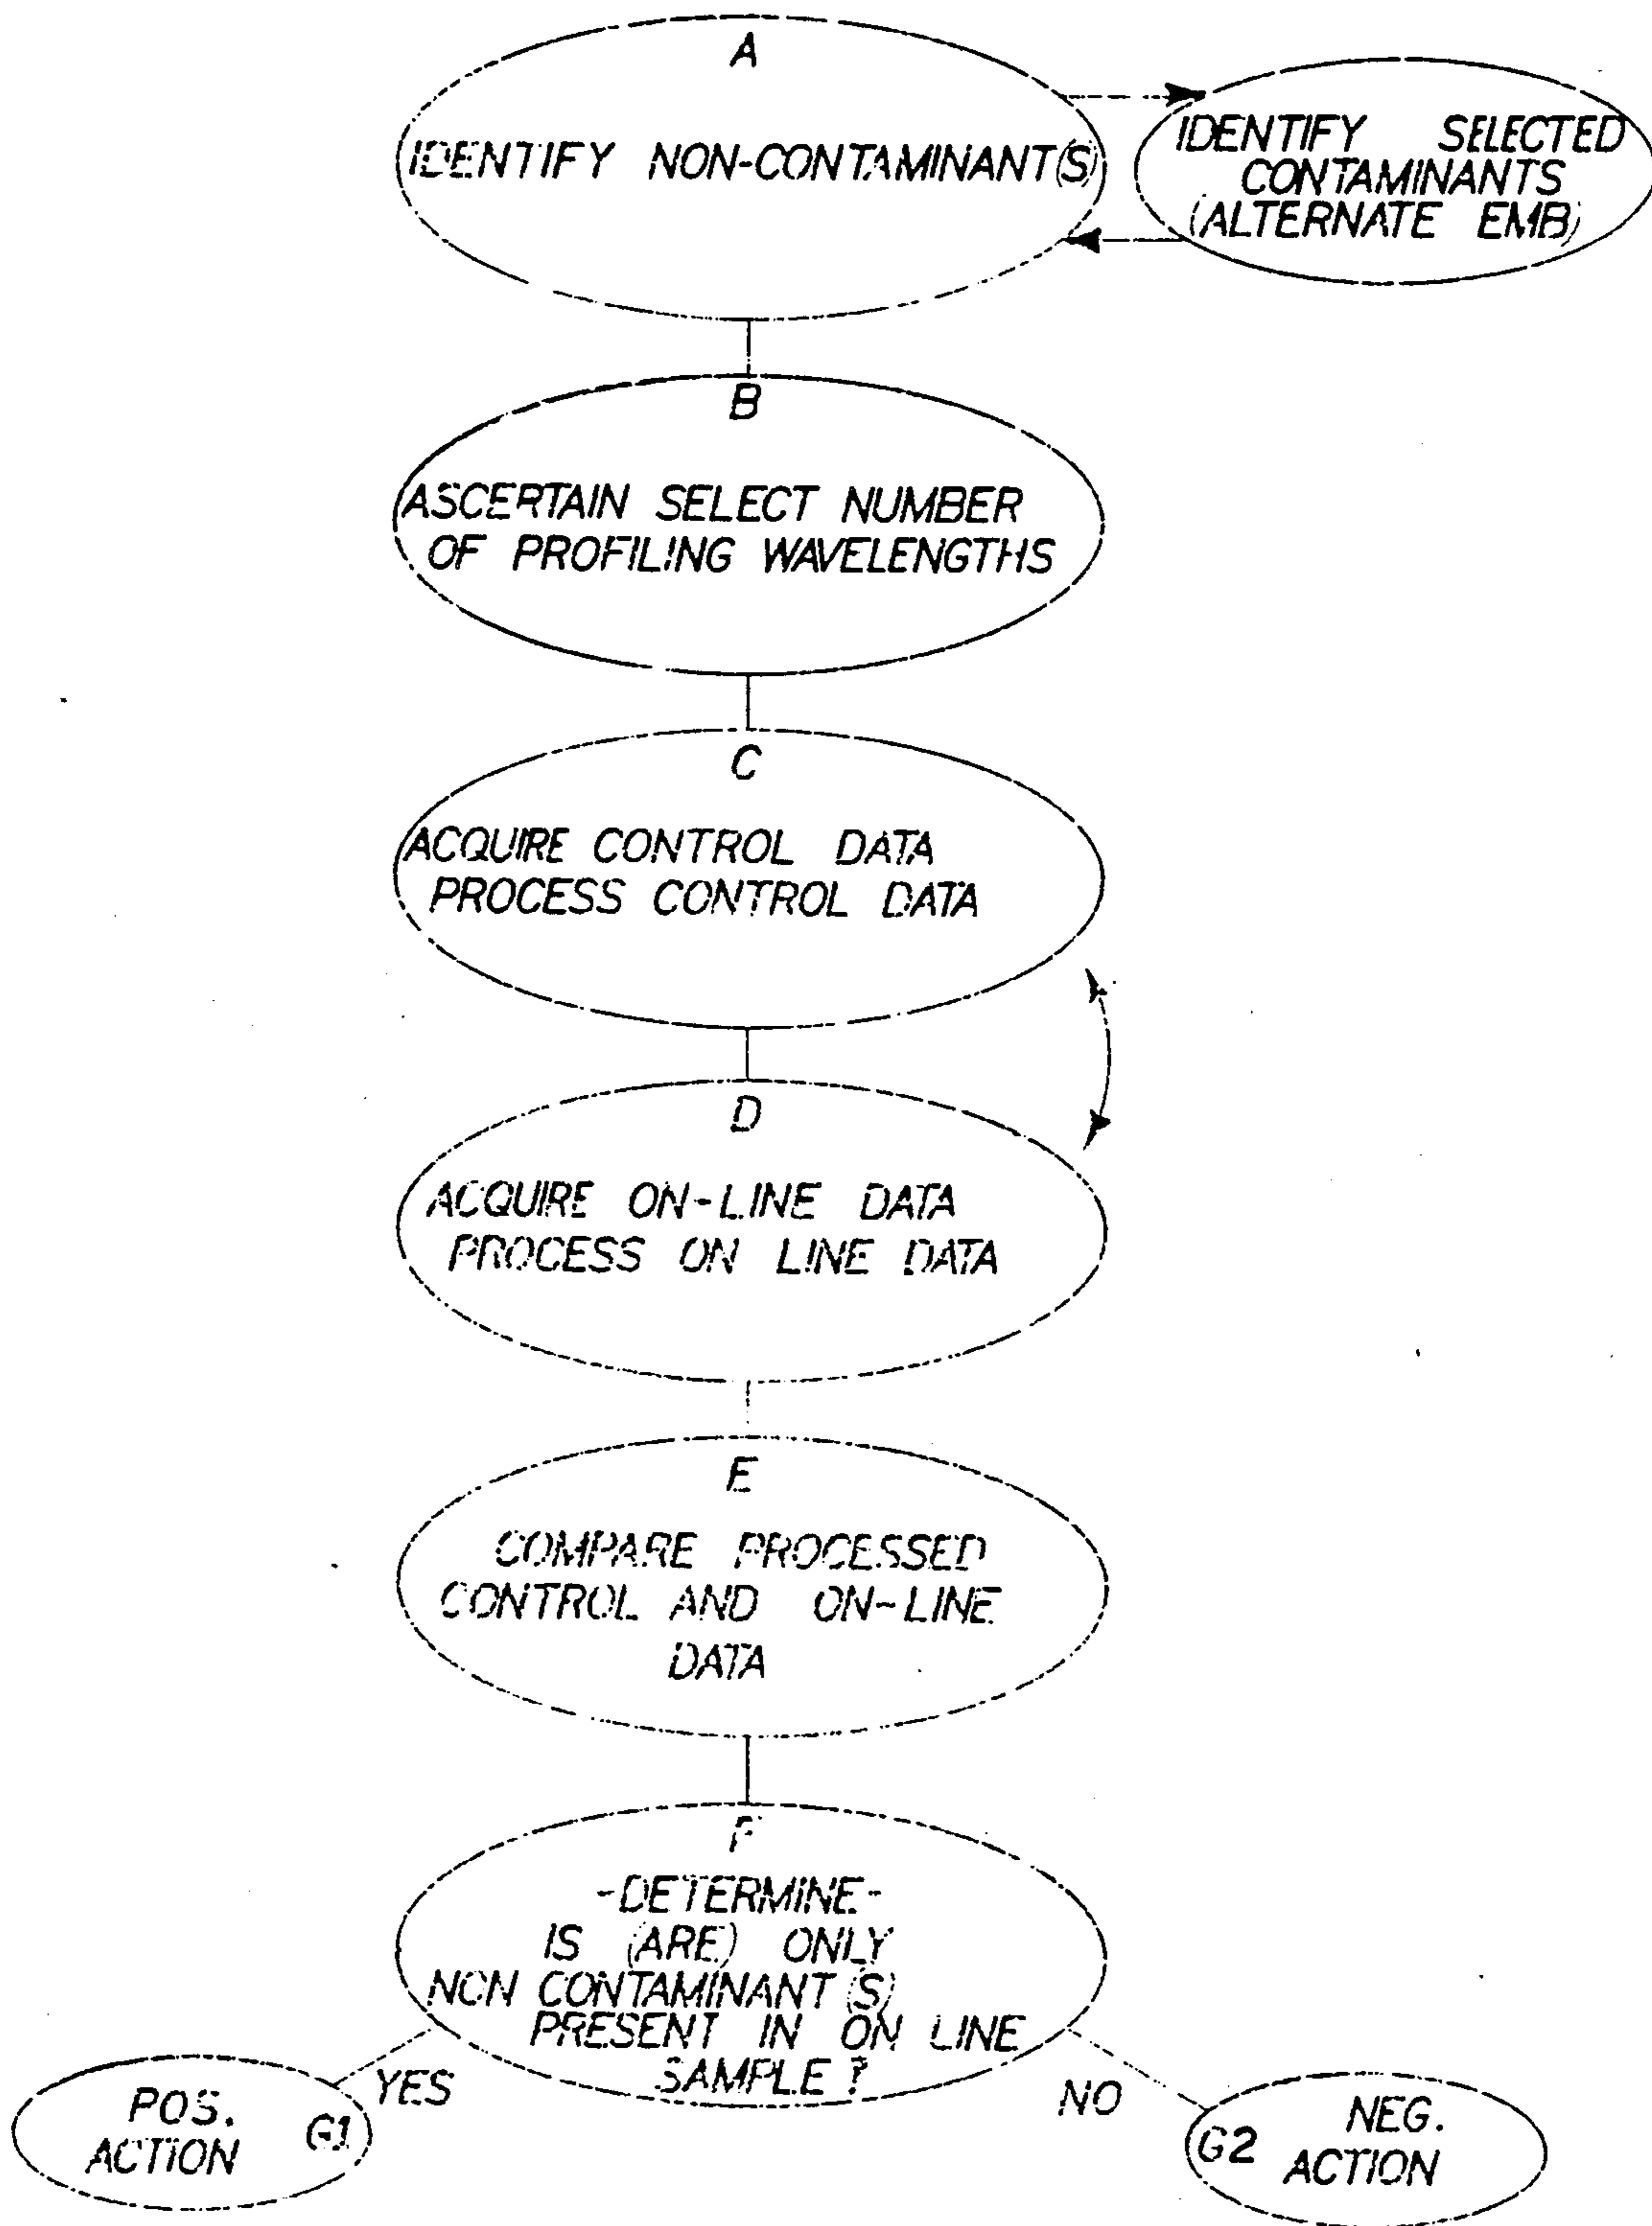 A
IDENTIFY NON-CONTAMINANT(S)
IDENTIFY SELECTED
CONTAMINANTS
(ALTERNATE EMB)
B
ASCERTAIN SELECT NUMBER
OF PROFILING WAVELENGTHS
C
ACQUIRE CONTROL DATA
PROCESS CONTROL DATA
D
ACQUIRE ON-LINE DATA
PROCESS ON LINE DATA
E
COMPARE PROCESSED
CONTROL AND ON-LINE
DATA
F
-DETERMINE-
IS (ARE) ONLY
NON CONTAMINANT(S)
PRESENT IN ON LINE
SAMPLE?
YES
NO
POS.
ACTION G1
NEG.
G2 ACTION